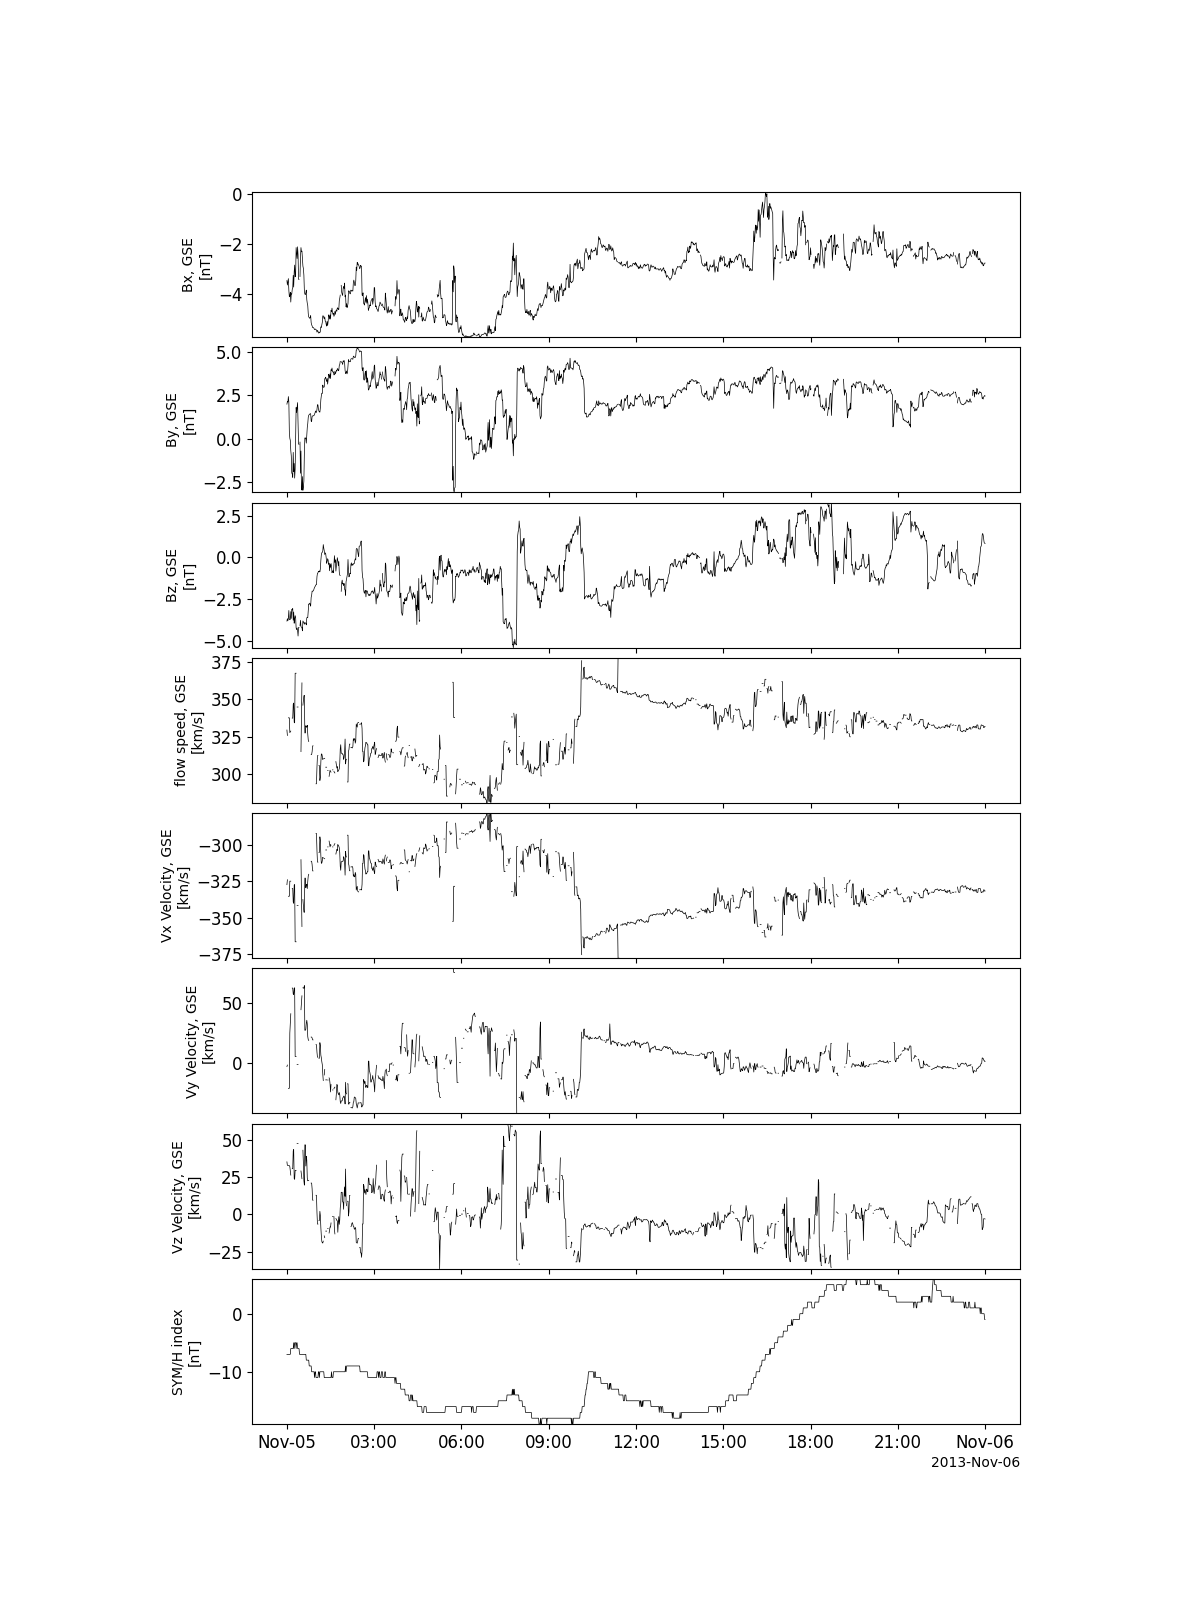 0
−2
−4
Bx, GSE
[nT]
5.0
2.5
0.0
−2.5
By, GSE
[nT]
2.5
0.0
−2.5
−5.0
Bz, GSE
[nT]
375
350
325
300
flow speed, GSE
[km/s]
−300
−325
−350
−375
Vx Velocity, GSE
[km/s]
50
0
Vy Velocity, GSE
[km/s]
50
25
0
−25
Vz Velocity, GSE
[km/s]
0
−10
SYM/H index
[nT]
Nov-05 03:00 06:00 09:00 12:00 15:00 18:00 21:00 Nov-06
2013-Nov-06